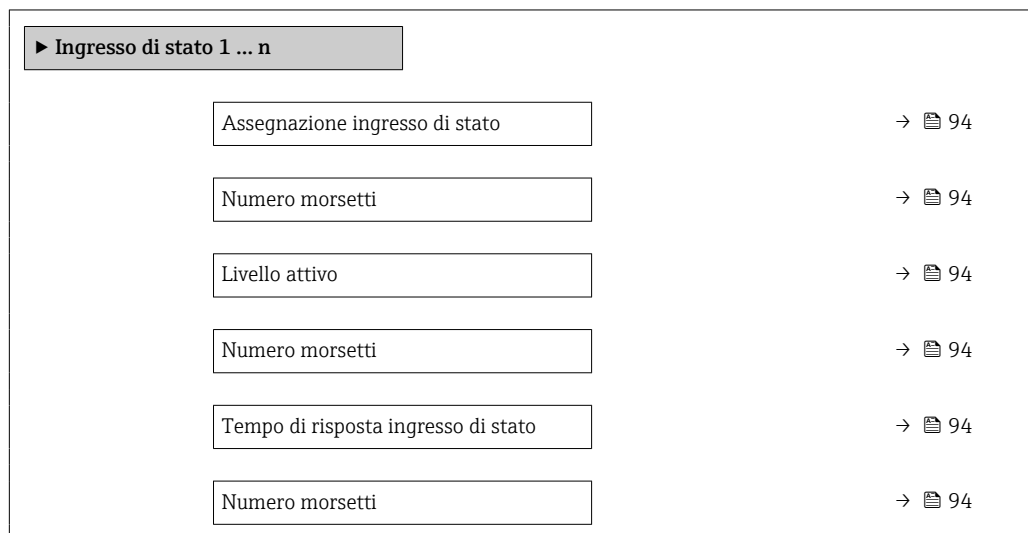 ▶ Ingresso di stato 1 … n
Assegnazione ingresso di stato → 94
Numero morsetti → 94
Livello attivo → 94
Numero morsetti → 94
Tempo di risposta ingresso di stato → 94
Numero morsetti → 94